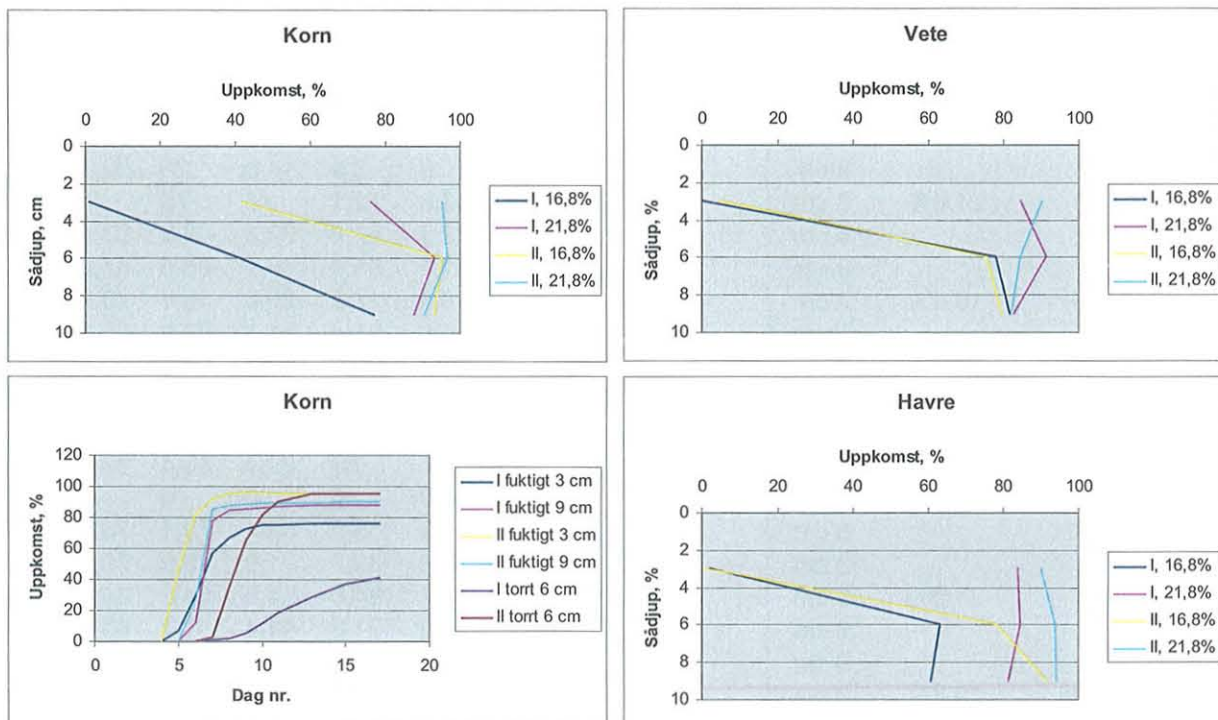 Korn
Uppkomst, %
0 20 40 60 80 100
0
2
4
6
8
10
Sådjup, cm
I, 16,8%
I, 21,8%
II, 16,8%
II, 21,8%
Vete
Uppkomst, %
0 20 40 60 80 100
0
2
4
6
8
10
Sådjup, %
I, 16,8%
I, 21,8%
II, 16,8%
II, 21,8%
Korn
120
100
80
60
40
20
0
Uppkomst, %
0 5 10 15 20
Dag nr.
I fuktigt 3 cm
I fuktigt 9 cm
II fuktigt 3 cm
II fuktigt 9 cm
I torrt 6 cm
II torrt 6 cm
Havre
Uppkomst, %
0 20 40 60 80 100
0
2
4
6
8
10
Sådjup, %
I, 16,8%
I, 21,8%
II, 16,8%
II, 21,8%